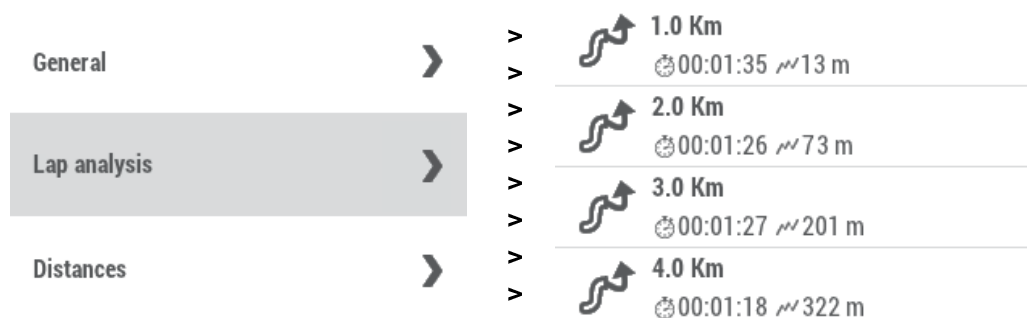 General
Lap analysis
Distances
>
>
>
>
>
>
>
>
1.0 Km
00:01:35 13 m
2.0 Km
00:01:26 73 m
3.0 Km
00:01:27 201 m
4.0 Km
00:01:18 322 m